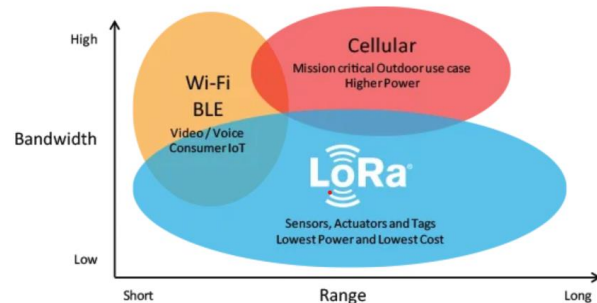 High
Bandwidth
Low
Wi-Fi
BLE
Video / Voice
Consumer IoT
Cellular
Mission critical Outdoor use case
Higher Power
LoRa®
Sensors, Actuators and Tags
Lowest Power and Lowest Cost
Short
Range
Long